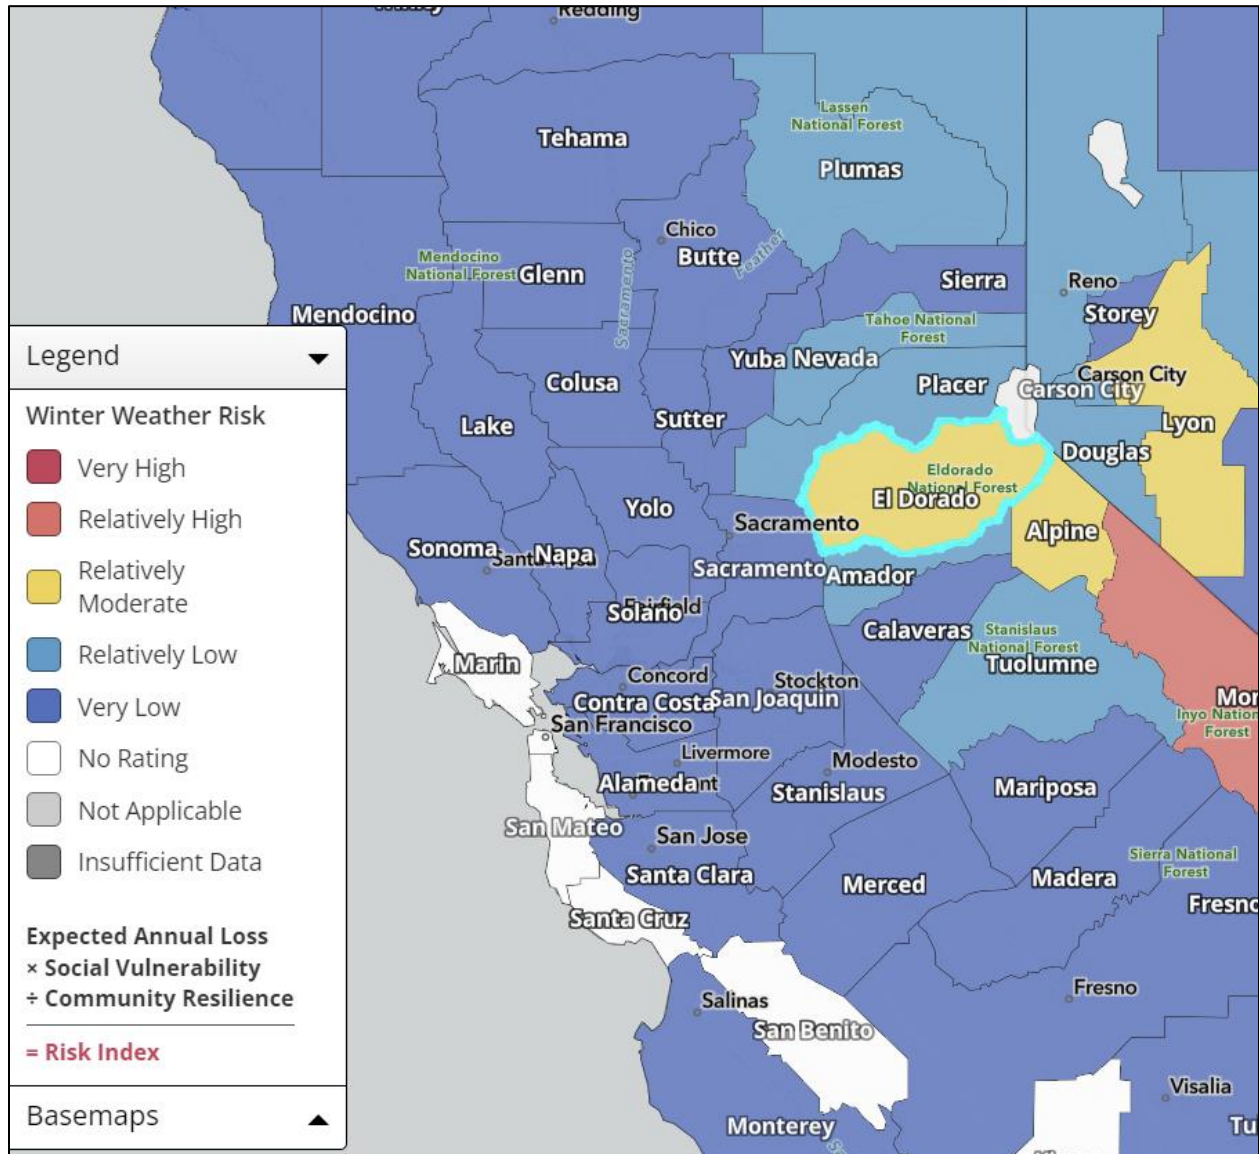 Redding
Tehama
Lassen
National Forest
Plumas
Chico
Butte
Feather
Mendocino
National Forest
Glenn
Sacramento
Sierra
Reno
Storey
Mendocino
Tahoe National
Forest
Yuba
Nevada
Colusa
Placer
Carson City
Carson City
Sutter
Lake
Lyon
Douglas
Eldorado
National Forest
El Dorado
Yolo
Sacramento
Alpine
Sonoma
Napa
Sacramento
Amador
Solano
Fairfield
Calaveras
Stanislaus
National Forest
Tuolumne
Marin
Concord
Contra Costa
San Joaquin
Stockton
San Francisco
Inyo
Forest
Livermore
Modesto
Alameda
Stanislaus
Mariposa
San Mateo
San Jose
Santa Clara
Merced
Madera
Sierra National
Forest
Fresno
Santa Cruz
Salinas
Fresno
San Benito
Visalia
Monterey
Legend
Winter Weather Risk
Very High
Relatively High
Relatively
Moderate
Relatively Low
Very Low
No Rating
Not Applicable
Insufficient Data
Expected Annual Loss
× Social Vulnerability
÷ Community Resilience
= Risk Index
Basemaps